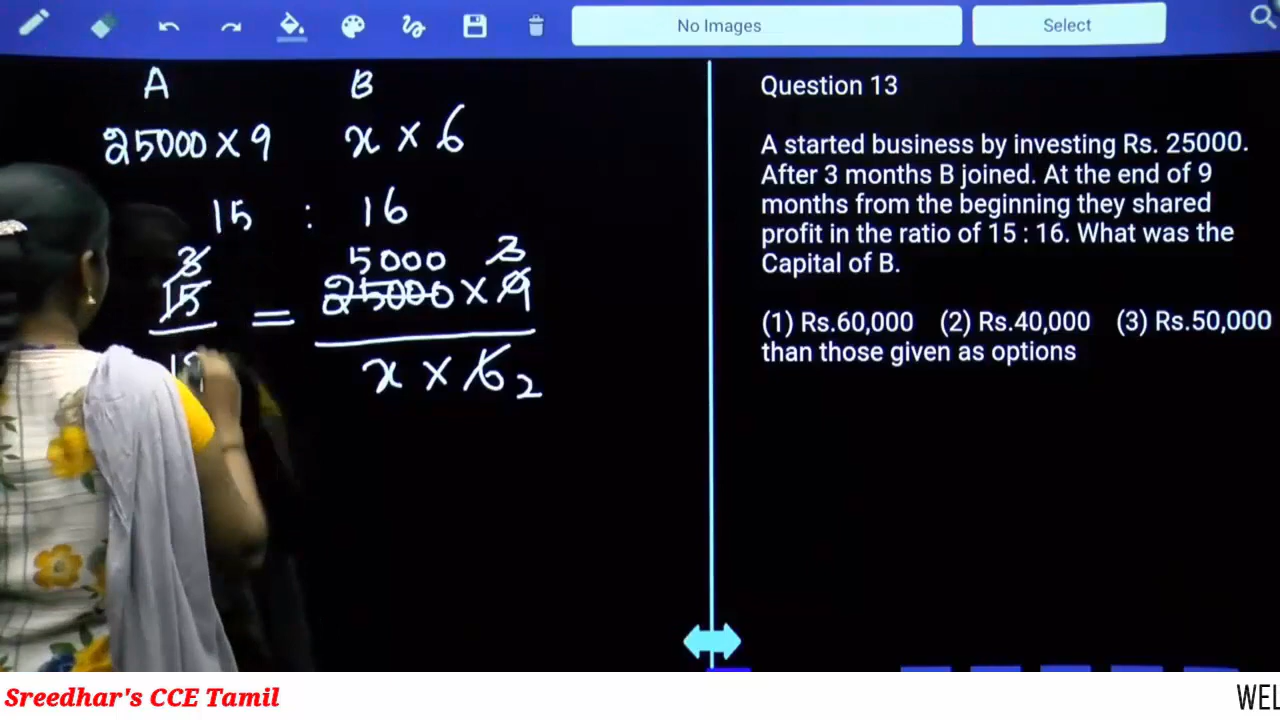 No Images
Select
A B
25000 × 9 x × 6
15 : 16
3 5000 3
15 = 25000 × 9
x × 6 2
Question 13
A started business by investing Rs. 25000.
After 3 months B joined. At the end of 9
months from the beginning they shared
profit in the ratio of 15 : 16. What was the
Capital of B.
(1) Rs.60,000 (2) Rs.40,000 (3) Rs.50,000
than those given as options
Sreedhar's CCE Tamil
WEL